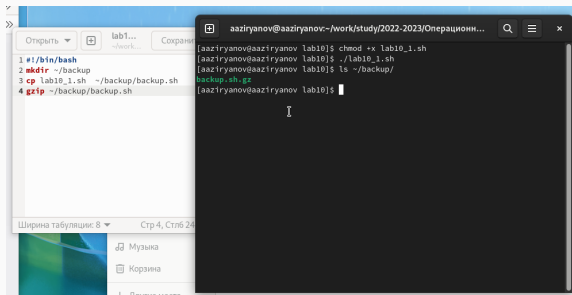 Открыть
lab1...
~/work...
Сохрани
1 #!/bin/bash
2 mkdir ~/backup
3 cp lab10_1.sh  ~/backup/backup.sh
4 gzip ~/backup/backup.sh
Ширина табуляции: 8
Стр 4, Стлб 24
Музыка
Корзина
aaziryanov@aaziryanov:~/work/study/2022-2023/Операционн...
[aaziryanov@aaziryanov lab10]$ chmod +x lab10_1.sh
[aaziryanov@aaziryanov lab10]$ ./lab10_1.sh
[aaziryanov@aaziryanov lab10]$ ls ~/backup/
backup.sh.gz
[aaziryanov@aaziryanov lab10]$